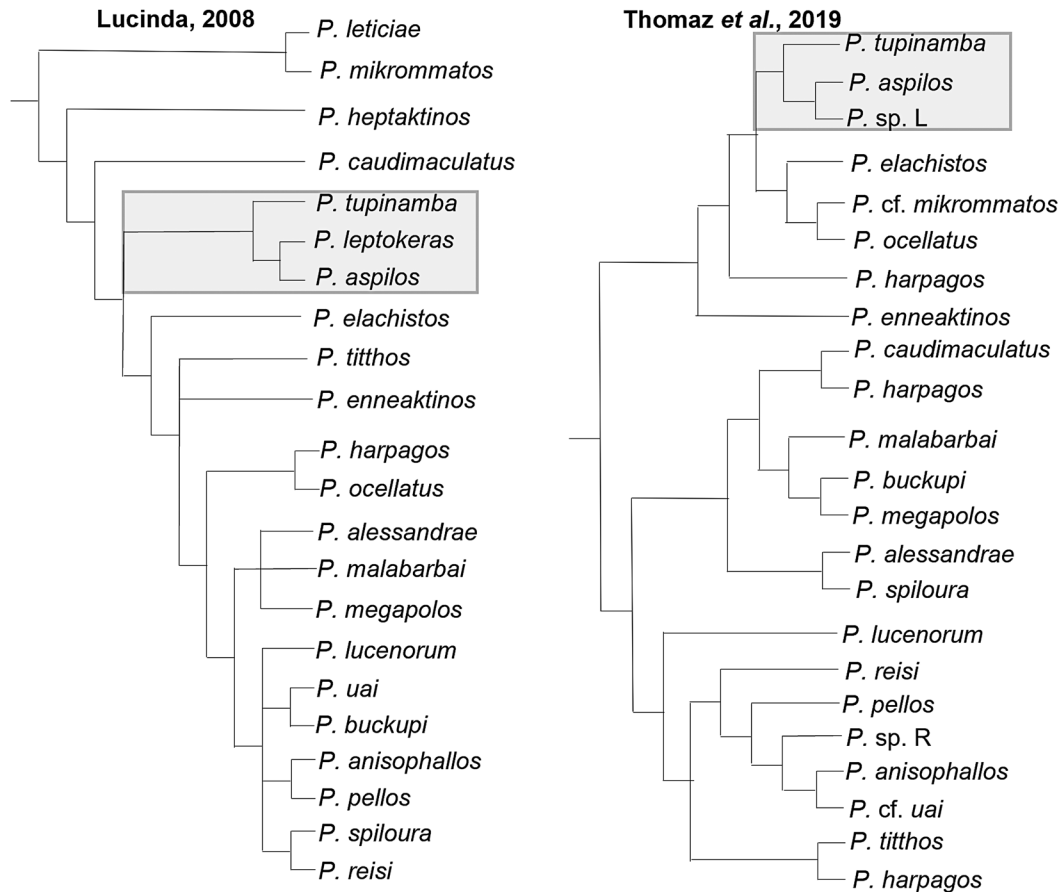 Lucinda, 2008
P. leticiae
P. mikrommatos
P. heptaktinos
P. caudimaculatus
P. tupinamba
P. leptokeras
P. aspilos
P. elachistos
P. titthos
P. enneaktinos
P. harpagos
P. ocellatus
P. alessandrae
P. malabarbai
P. megapolos
P. lucenorum
P. uai
P. buckupi
P. anisophallos
P. pellos
P. spiloura
P. reisi
Thomaz et al., 2019
P. tupinamba
P. aspilos
P. sp. L
P. elachistos
P. cf. mikrommatos
P. ocellatus
P. harpagos
P. enneaktinos
P. caudimaculatus
P. harpagos
P. malabarbai
P. buckupi
P. megapolos
P. alessandrae
P. spiloura
P. lucenorum
P. reisi
P. pellos
P. sp. R
P. anisophallos
P. cf. uai
P. titthos
P. harpagos